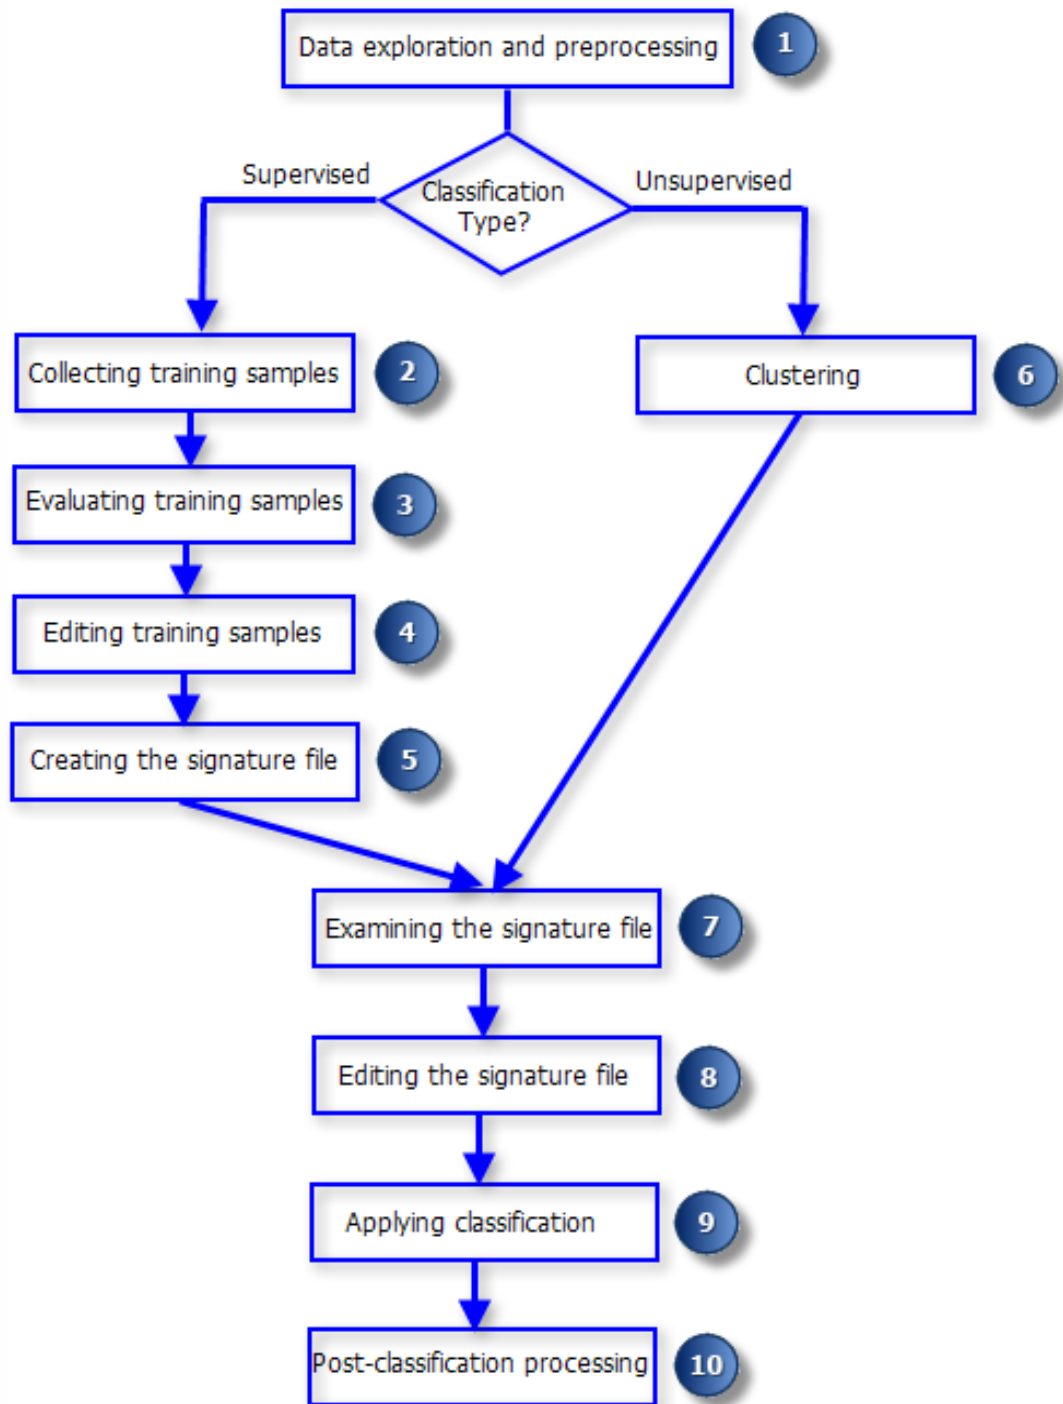 Data exploration and preprocessing
1
Supervised
Classification
Type?
Unsupervised
Collecting training samples
2
Clustering
6
Evaluating training samples
3
Editing training samples
4
Creating the signature file
5
Examining the signature file
7
Editing the signature file
8
Applying classification
9
Post-classification processing
10